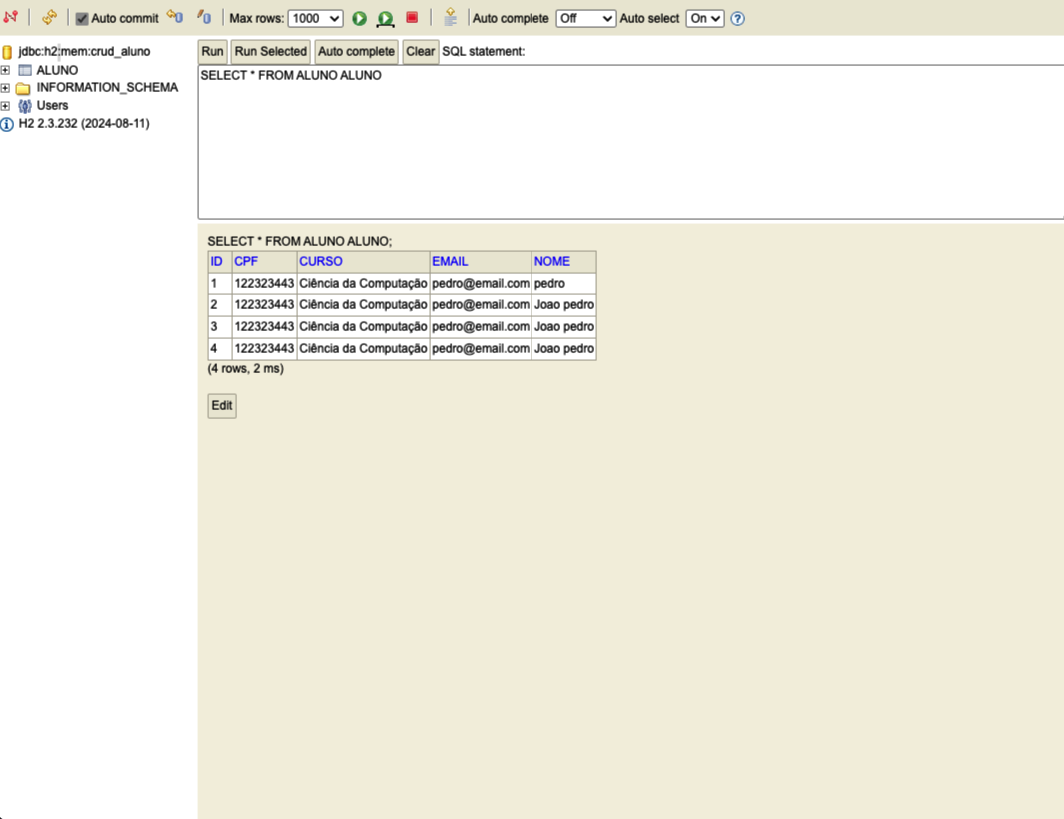 Auto commit Max rows: 1000 Auto complete Off Auto select On
jdbc:h2:mem:crud_aluno
ALUNO
INFORMATION_SCHEMA
Users
H2 2.3.232 (2024-08-11)
Run Run Selected Auto complete Clear SQL statement:
SELECT * FROM ALUNO ALUNO
SELECT * FROM ALUNO ALUNO;
ID CPF CURSO EMAIL NOME
1 122323443 Ciência da Computação pedro@email.com pedro
2 122323443 Ciência da Computação pedro@email.com Joao pedro
3 122323443 Ciência da Computação pedro@email.com Joao pedro
4 122323443 Ciência da Computação pedro@email.com Joao pedro
(4 rows, 2 ms)
Edit